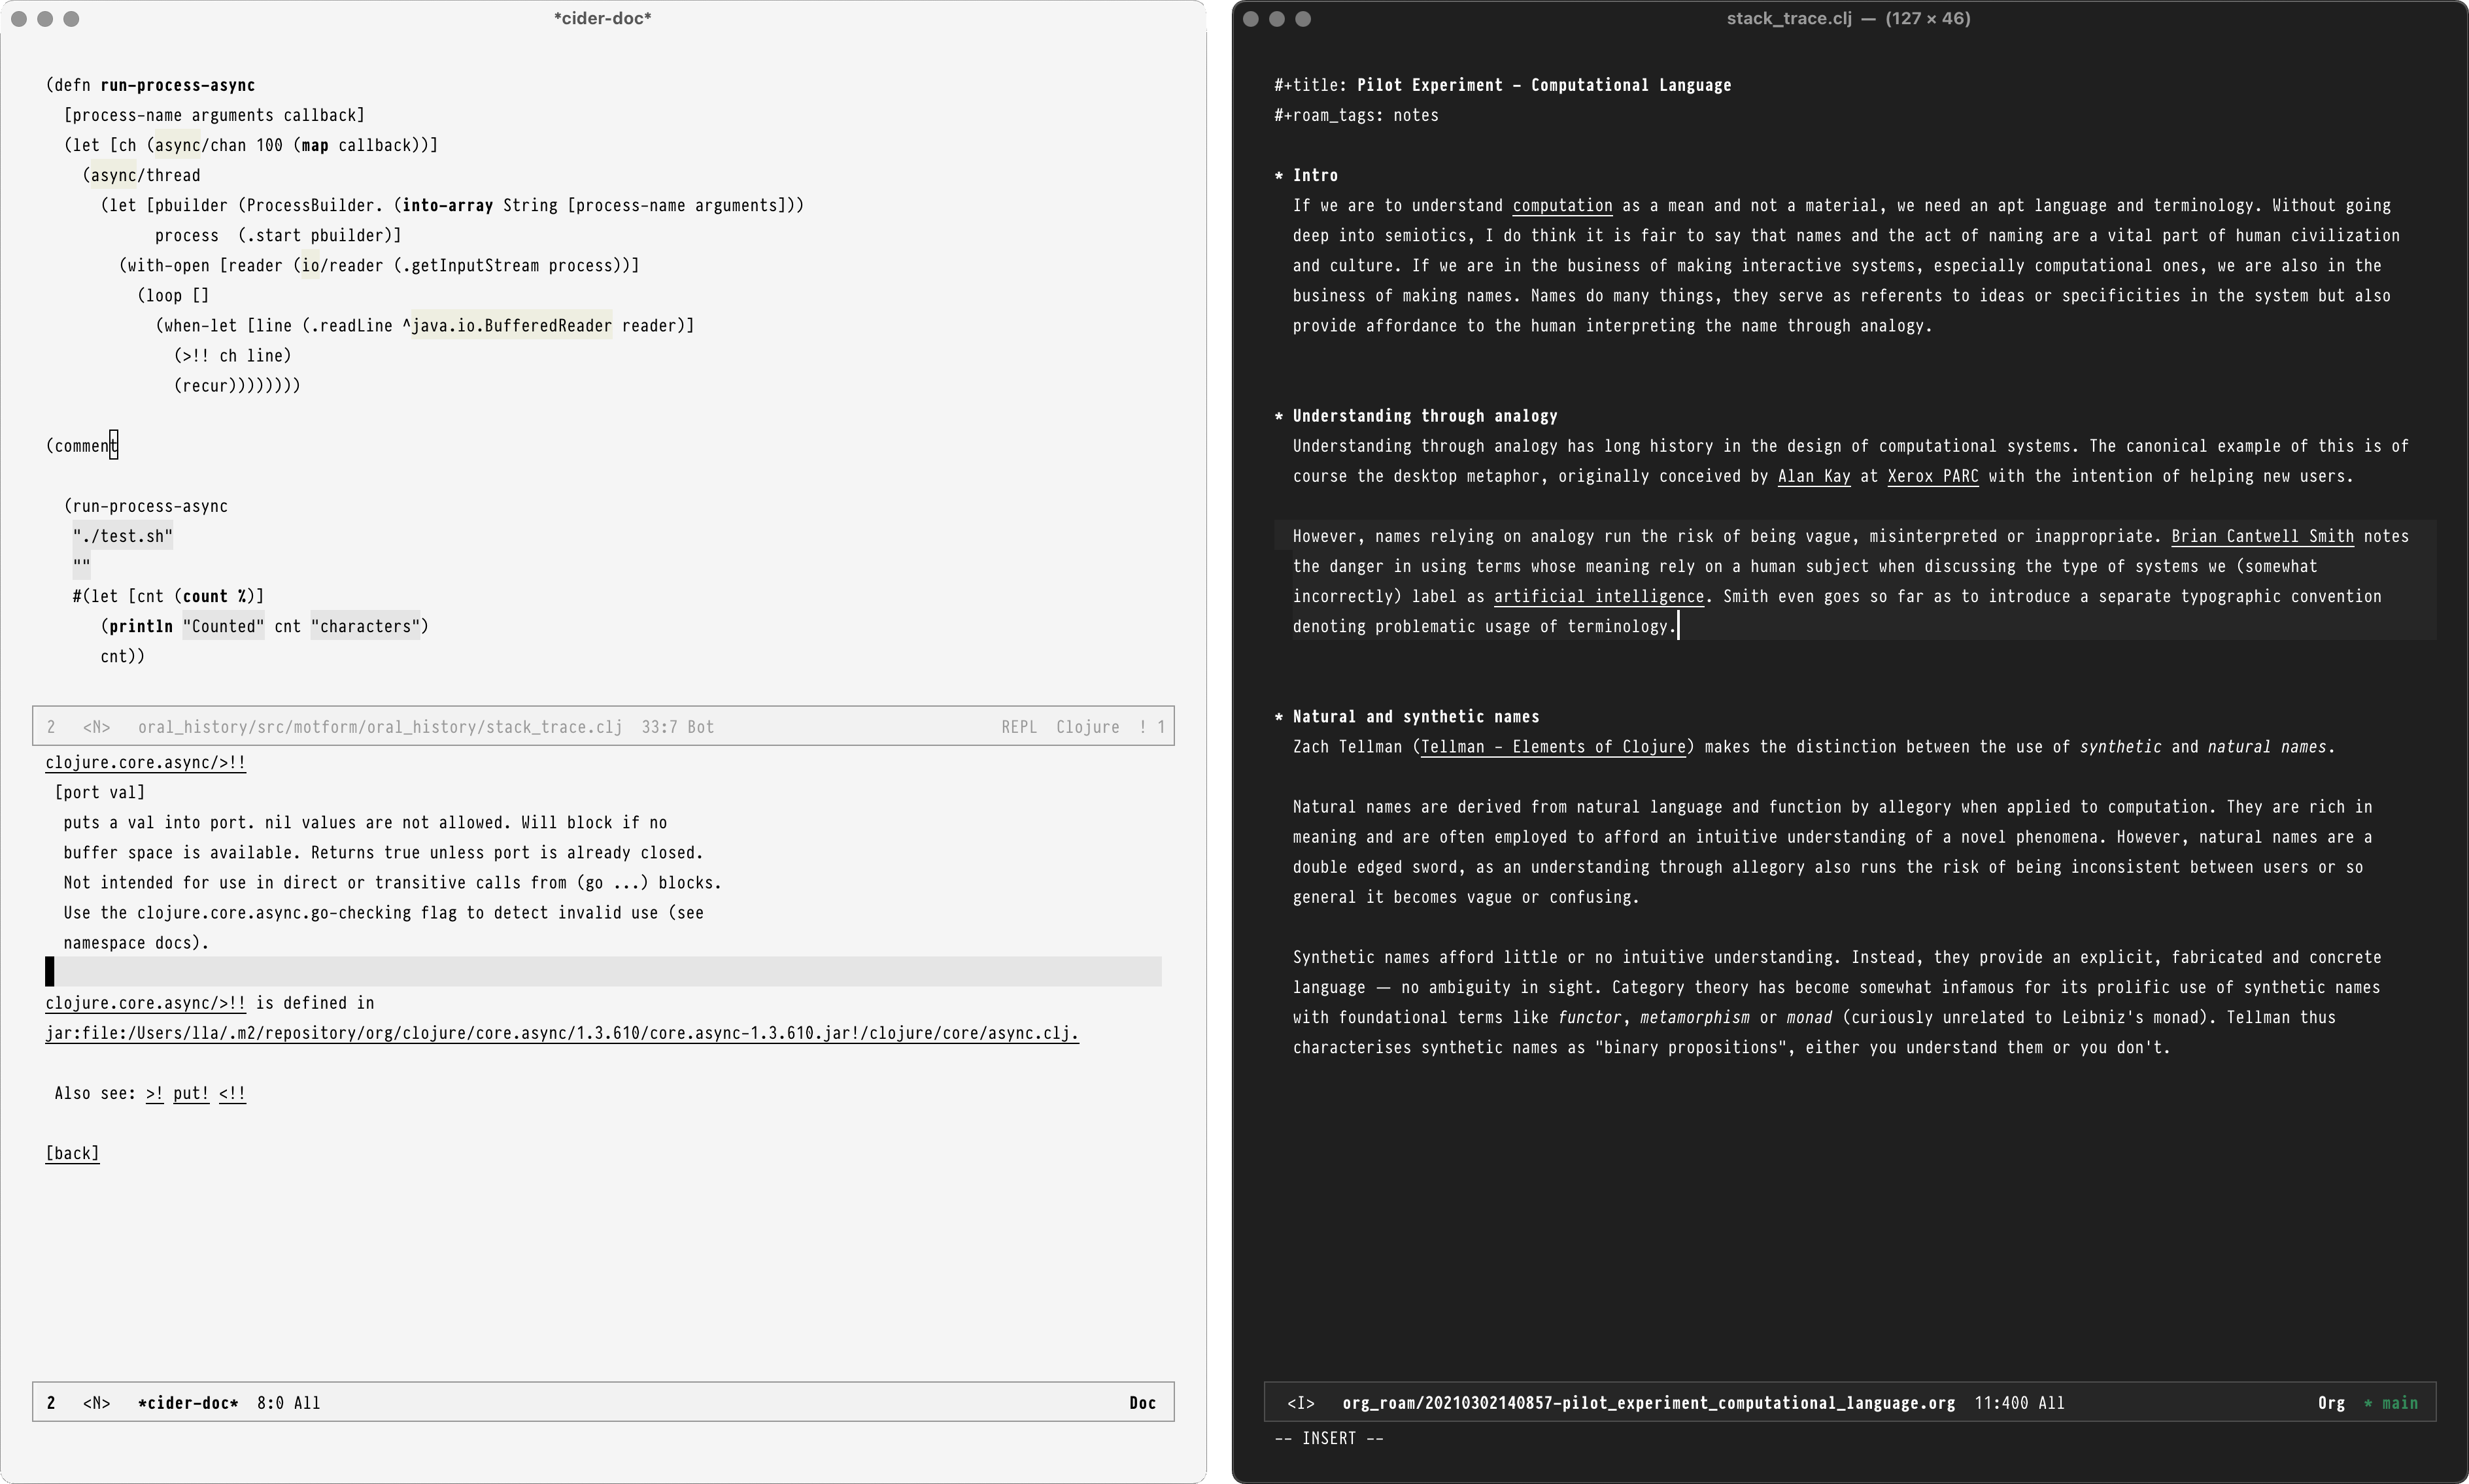 *cider-doc*
(defn run-process-async
[process-name arguments callback]
(let [ch (async/chan 100 (map callback))]
(async/thread
(let [pbuilder (ProcessBuilder. (into-array String [process-name arguments]))
process  (.start pbuilder)]
(with-open [reader (io/reader (.getInputStream process))]
(loop []
(when-let [line (.readLine ^java.io.BufferedReader reader)]
(>!! ch line)
(recur))))))))
(comment
(run-process-async
"./test.sh"
""
#(let [cnt (count %)]
(println "Counted" cnt "characters")
cnt))
2 <N> oral_history/src/motform/oral_history/stack_trace.clj 33:7 Bot REPL Clojure ! 1
clojure.core.async/>!!
[port val]
puts a val into port. nil values are not allowed. Will block if no
buffer space is available. Returns true unless port is already closed.
Not intended for use in direct or transitive calls from (go ...) blocks.
Use the clojure.core.async.go-checking flag to detect invalid use (see
namespace docs).
clojure.core.async/>!! is defined in
jar:file:/Users/lla/.m2/repository/org/clojure/core.async/1.3.610/core.async-1.3.610.jar!/clojure/core/async.clj.
Also see: >! put! <!!
[back]
2 <N> *cider-doc* 8:0 All Doc
stack_trace.clj — (127 × 46)
#+title: Pilot Experiment – Computational Language
#+roam_tags: notes
* Intro
If we are to understand computation as a mean and not a material, we need an apt language and terminology. Without going
deep into semiotics, I do think it is fair to say that names and the act of naming are a vital part of human civilization
and culture. If we are in the business of making interactive systems, especially computational ones, we are also in the
business of making names. Names do many things, they serve as referents to ideas or specificities in the system but also
provide affordance to the human interpreting the name through analogy.
* Understanding through analogy
Understanding through analogy has long history in the design of computational systems. The canonical example of this is of
course the desktop metaphor, originally conceived by Alan Kay at Xerox PARC with the intention of helping new users.
However, names relying on analogy run the risk of being vague, misinterpreted or inappropriate. Brian Cantwell Smith notes
the danger in using terms whose meaning rely on a human subject when discussing the type of systems we (somewhat
incorrectly) label as artificial intelligence. Smith even goes so far as to introduce a separate typographic convention
denoting problematic usage of terminology.
* Natural and synthetic names
Zach Tellman (Tellman – Elements of Clojure) makes the distinction between the use of synthetic and natural names.
Natural names are derived from natural language and function by allegory when applied to computation. They are rich in
meaning and are often employed to afford an intuitive understanding of a novel phenomena. However, natural names are a
double edged sword, as an understanding through allegory also runs the risk of being inconsistent between users or so
general it becomes vague or confusing.
Synthetic names afford little or no intuitive understanding. Instead, they provide an explicit, fabricated and concrete
language — no ambiguity in sight. Category theory has become somewhat infamous for its prolific use of synthetic names
with foundational terms like functor, metamorphism or monad (curiously unrelated to Leibniz's monad). Tellman thus
characterises synthetic names as "binary propositions", either you understand them or you don't.
<I> org_roam/20210302140857-pilot_experiment_computational_language.org 11:400 All Org * main
-- INSERT --